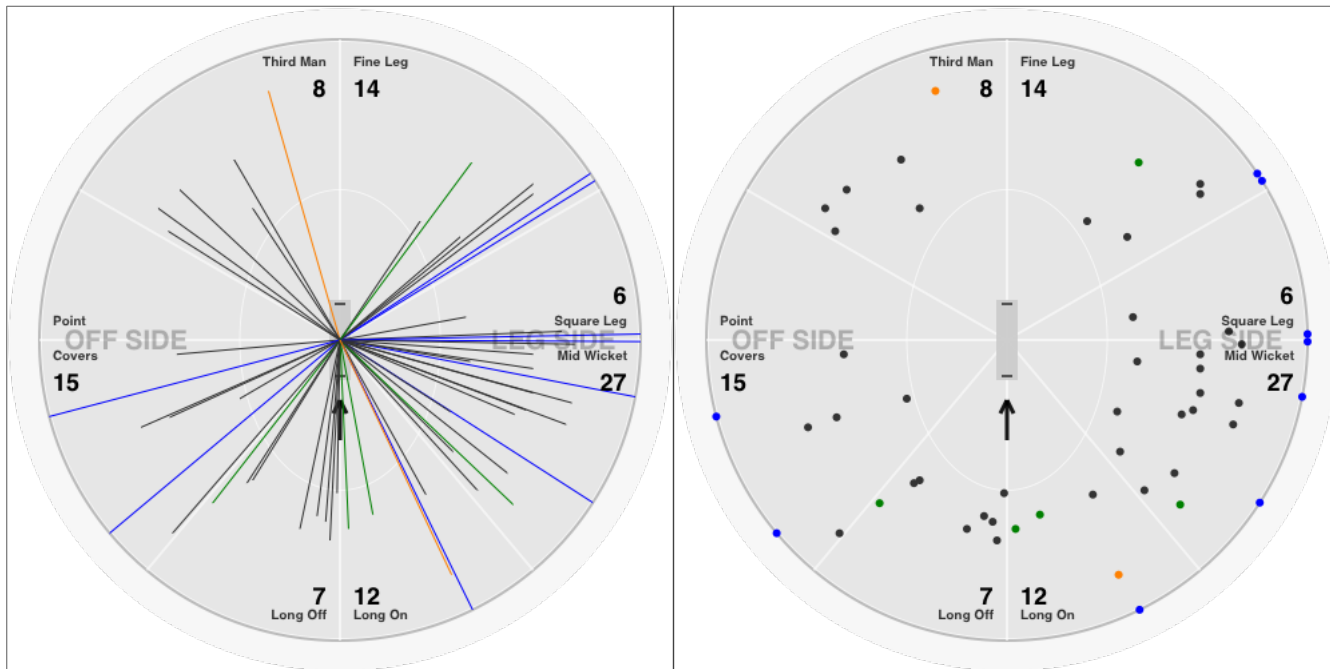 Third Man Fine Leg
8 14
6
Point Square Leg
OFF SIDE LEG SIDE
Covers Mid Wicket
15 27
7 12
Long Off Long On
Third Man Fine Leg
8 14
6
Point Square Leg
OFF SIDE LEG SIDE
Covers Mid Wicket
15 27
7 12
Long Off Long On